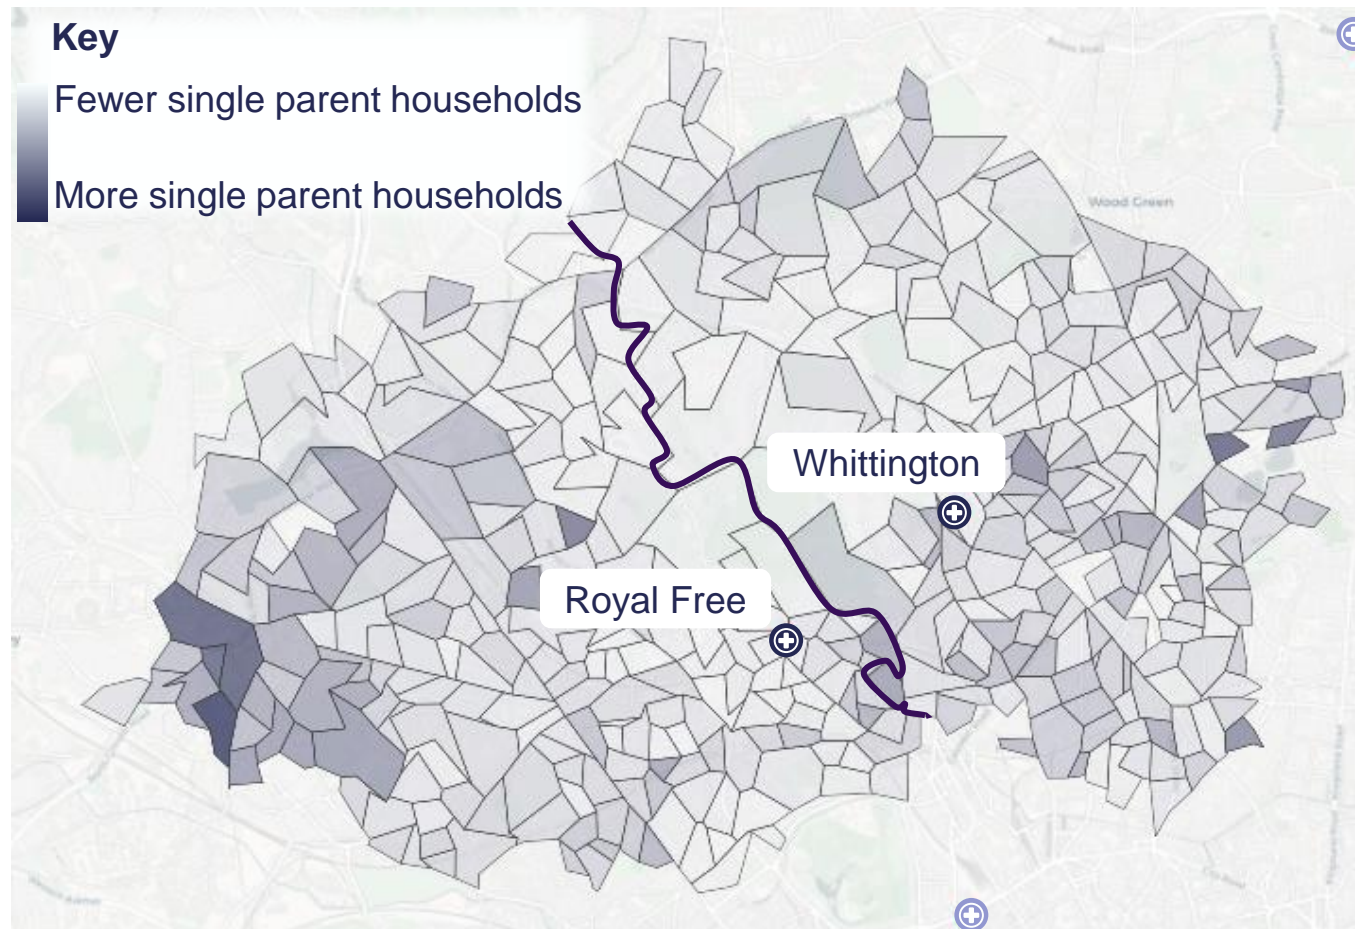 Key
Fewer single parent households
More single parent households
Wood Green
Whittington
Royal Free